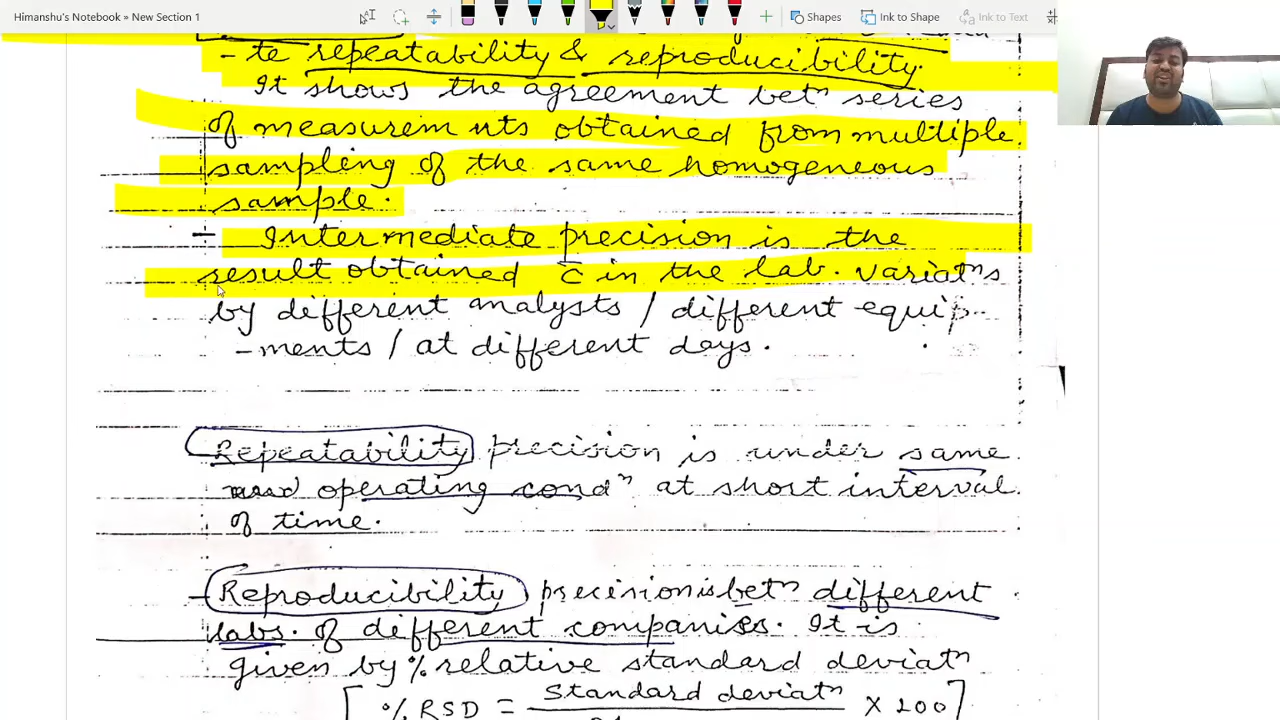 Himanshu's Notebook » New Section 1
Shapes
Ink to Shape
Ink to Text
-te repeatability & reproducibility.
It shows the agreement betⁿ series
of measurements obtained from multiple
sampling of the same homogeneous
sample.
- Intermediate precision is the
result obtained c̄ in the lab. variatⁿs
by different analysts / different equip-
-ments / at different days.
Repeatability precision is under same
operating condⁿ at short interval
of time.
- Reproducibility precision is betⁿ different
labs. of different companies. It is
given by % relative standard deviatⁿ
[ % RSD = Standard deviatⁿ × 100 ]